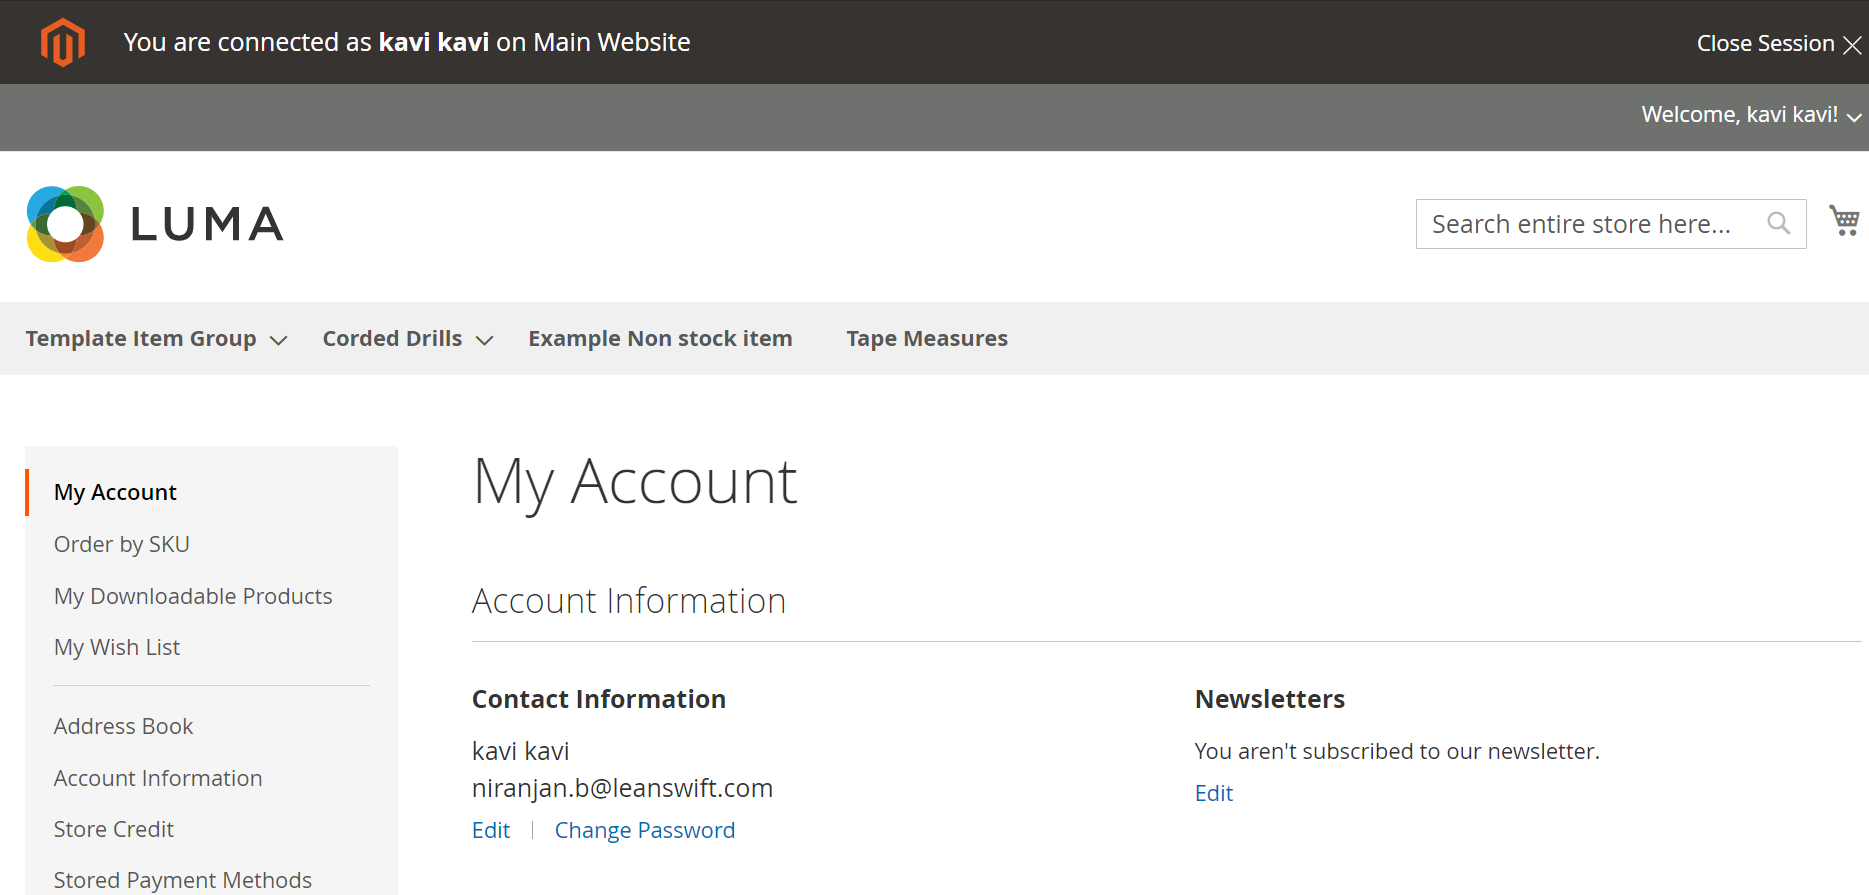 You are connected as kavi kavi on Main Website
Close Session
Welcome, kavi kavi!
LUMA
Search entire store here...
Template Item Group
Corded Drills
Example Non stock item
Tape Measures
My Account
Order by SKU
My Downloadable Products
My Wish List
Address Book
Account Information
Store Credit
Stored Payment Methods
My Account
Account Information
Contact Information
kavi kavi
niranjan.b@leanswift.com
Edit
Change Password
Newsletters
You aren't subscribed to our newsletter.
Edit